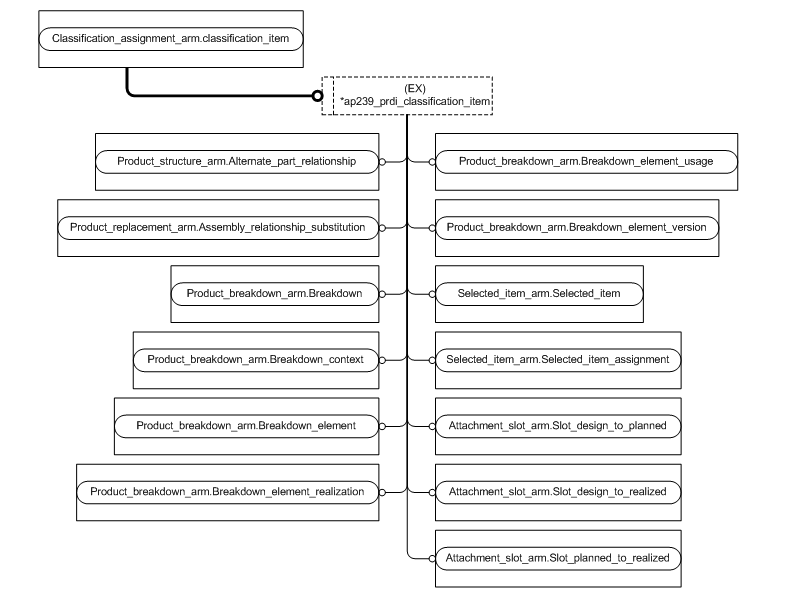 Classification_assignment_arm.classification_item
(EX)
*ap239_prdi_classification_item
Product_structure_arm.Alternate_part_relationship
Product_breakdown_arm.Breakdown_element_usage
Product_replacement_arm.Assembly_relationship_substitution
Product_breakdown_arm.Breakdown_element_version
Product_breakdown_arm.Breakdown
Selected_item_arm.Selected_item
Product_breakdown_arm.Breakdown_context
Selected_item_arm.Selected_item_assignment
Product_breakdown_arm.Breakdown_element
Attachment_slot_arm.Slot_design_to_planned
Product_breakdown_arm.Breakdown_element_realization
Attachment_slot_arm.Slot_design_to_realized
Attachment_slot_arm.Slot_planned_to_realized